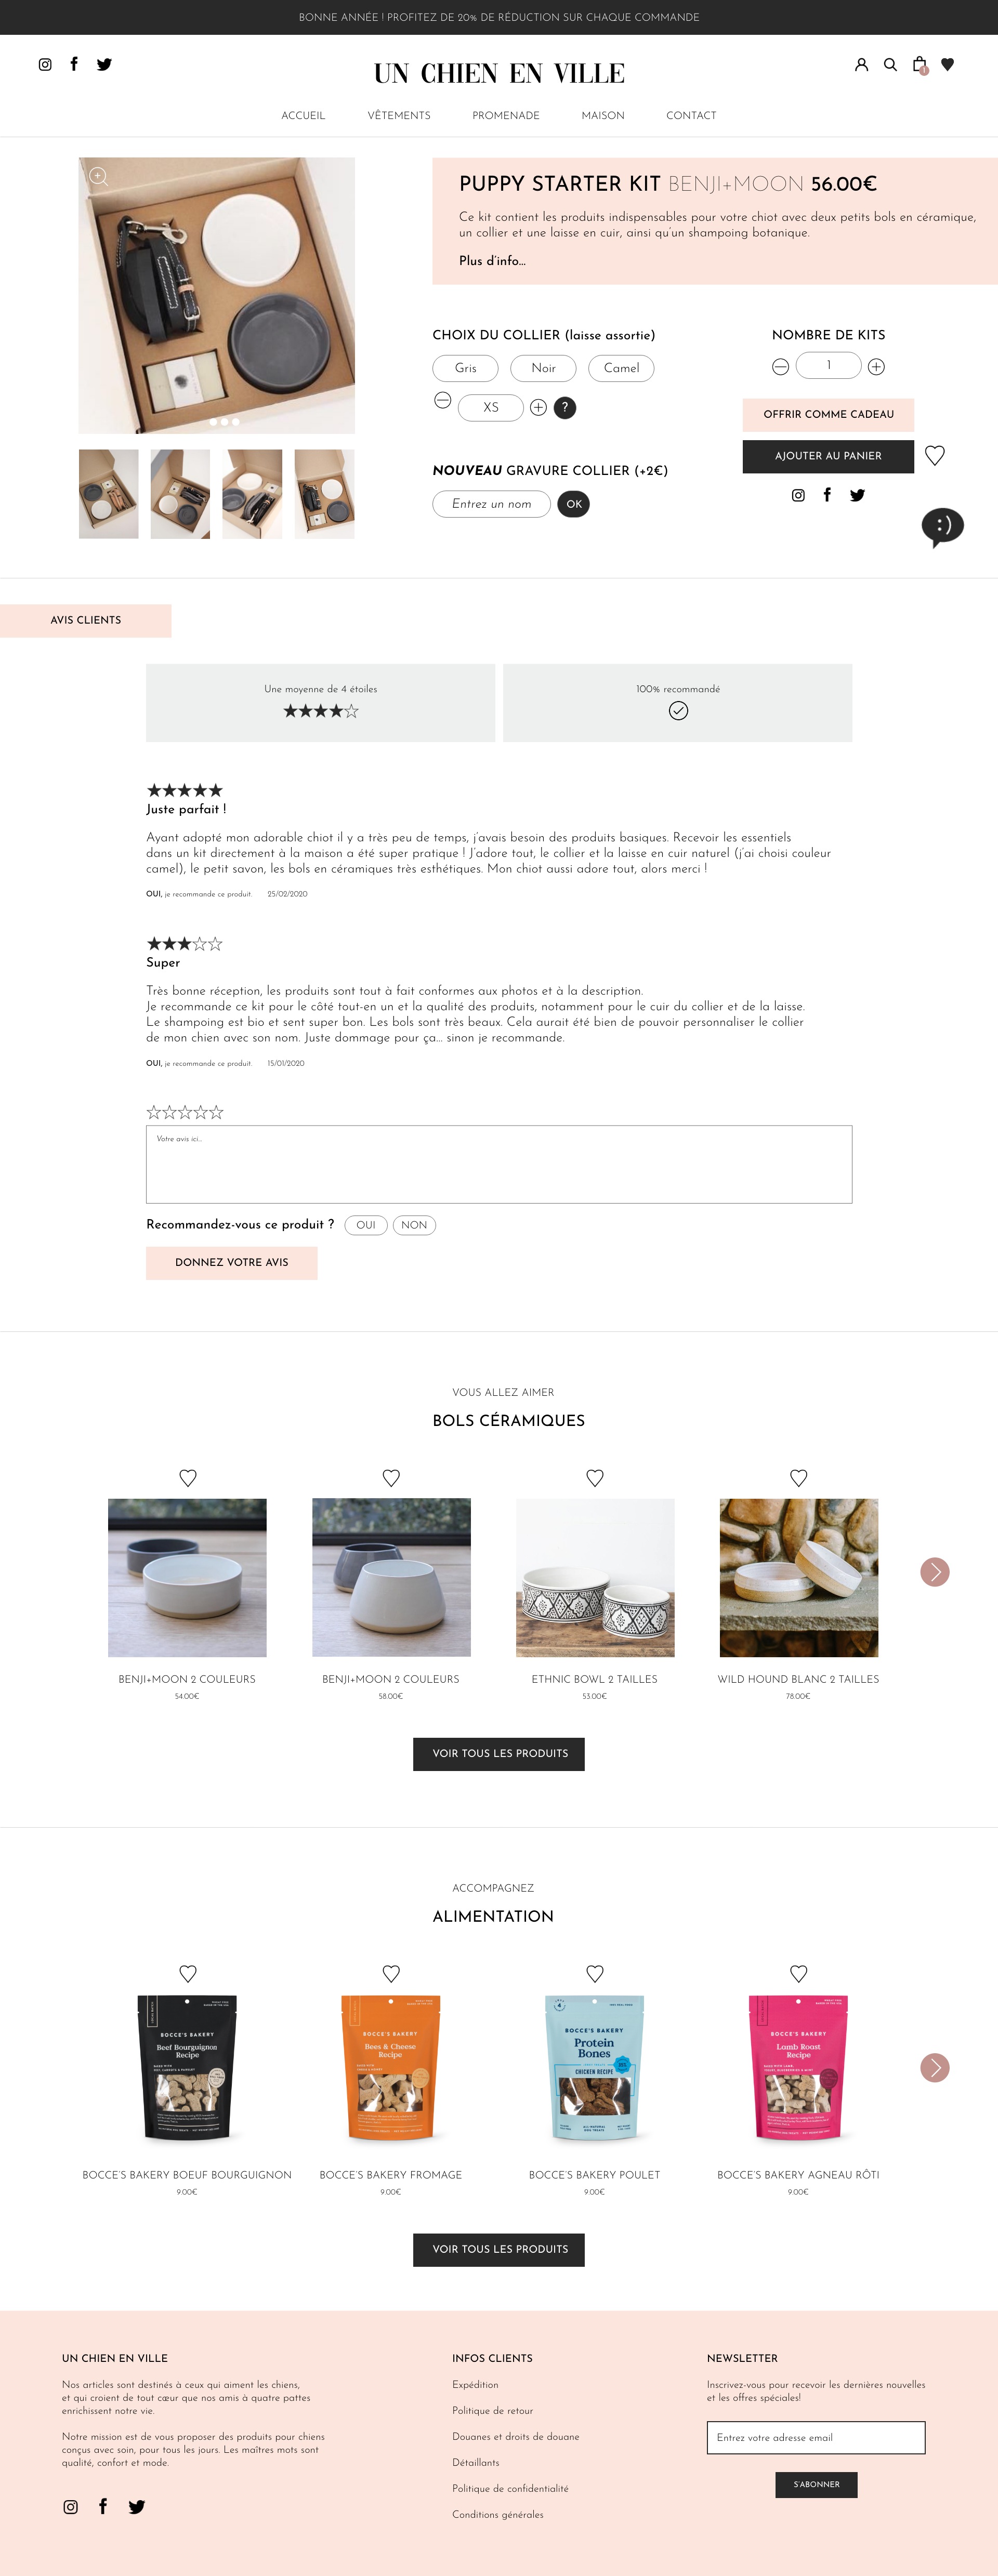 BONNE ANNÉE ! PROFITEZ DE 20% DE RÉDUCTION SUR CHAQUE COMMANDE
UN CHIEN EN VILLE
1
ACCUEIL
VÊTEMENTS
PROMENADE
MAISON
CONTACT
PUPPY STARTER KIT BENJI+MOON 56.00€
Ce kit contient les produits indispensables pour votre chiot avec deux petits bols en céramique,
un collier et une laisse en cuir, ainsi qu'un shampoing botanique.
Plus d'info...
CHOIX DU COLLIER (laisse assortie)
Gris
Noir
Camel
XS
?
NOUVEAU GRAVURE COLLIER (+2€)
Entrez un nom
OK
NOMBRE DE KITS
1
OFFRIR COMME CADEAU
AJOUTER AU PANIER
:)
AVIS CLIENTS
Une moyenne de 4 étoiles
100% recommandé
Juste parfait !
Ayant adopté mon adorable chiot il y a très peu de temps, j'avais besoin des produits basiques. Recevoir les essentiels
dans un kit directement à la maison a été super pratique ! J'adore tout, le collier et la laisse en cuir naturel (j'ai choisi couleur
camel), le petit savon, les bols en céramiques très esthétiques. Mon chiot aussi adore tout, alors merci !
OUI, je recommande ce produit. 25/02/2020
Super
Très bonne réception, les produits sont tout à fait conformes aux photos et à la description.
Je recommande ce kit pour le côté tout-en un et la qualité des produits, notamment pour le cuir du collier et de la laisse.
Le shampoing est bio et sent super bon. Les bols sont très beaux. Cela aurait été bien de pouvoir personnaliser le collier
de mon chien avec son nom. Juste dommage pour ça... sinon je recommande.
OUI, je recommande ce produit. 15/01/2020
Votre avis ici...
Recommandez-vous ce produit ?
OUI
NON
DONNEZ VOTRE AVIS
VOUS ALLEZ AIMER
BOLS CÉRAMIQUES
BENJI+MOON 2 COULEURS
54.00€
BENJI+MOON 2 COULEURS
58.00€
ETHNIC BOWL 2 TAILLES
53.00€
WILD HOUND BLANC 2 TAILLES
78.00€
VOIR TOUS LES PRODUITS
ACCOMPAGNEZ
ALIMENTATION
BOCCE'S BAKERY
Beef Bourguignon
Recipe
BOCCE'S BAKERY
Bees & Cheese
Recipe
BOCCE'S BAKERY
Protein
Bones
CHICKEN RECIPE
BOCCE'S BAKERY
Lamb Roast
Recipe
BOCCE'S BAKERY BOEUF BOURGUIGNON
9.00€
BOCCE'S BAKERY FROMAGE
9.00€
BOCCE'S BAKERY POULET
9.00€
BOCCE'S BAKERY AGNEAU RÔTI
9.00€
VOIR TOUS LES PRODUITS
UN CHIEN EN VILLE
Nos articles sont destinés à ceux qui aiment les chiens,
et qui croient de tout cœur que nos amis à quatre pattes
enrichissent notre vie.
Notre mission est de vous proposer des produits pour chiens
conçus avec soin, pour tous les jours. Les maîtres mots sont
qualité, confort et mode.
INFOS CLIENTS
Expédition
Politique de retour
Douanes et droits de douane
Détaillants
Politique de confidentialité
Conditions générales
NEWSLETTER
Inscrivez-vous pour recevoir les dernières nouvelles
et les offres spéciales!
Entrez votre adresse email
S'ABONNER